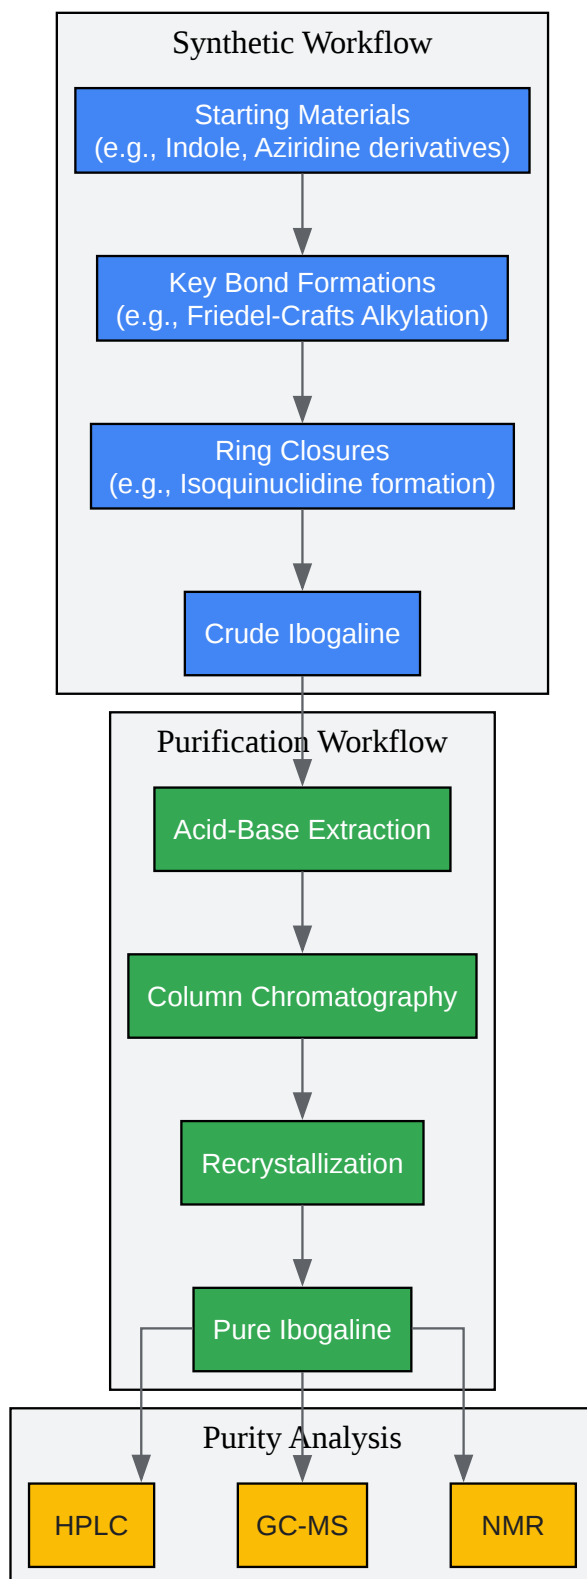 Synthetic Workflow
Starting Materials
(e.g., Indole, Aziridine derivatives)
Key Bond Formations
(e.g., Friedel-Crafts Alkylation)
Ring Closures
(e.g., Isoquinuclidine formation)
Crude Ibogaline
Purification Workflow
Acid-Base Extraction
Column Chromatography
Recrystallization
Pure Ibogaline
Purity Analysis
HPLC
GC-MS
NMR